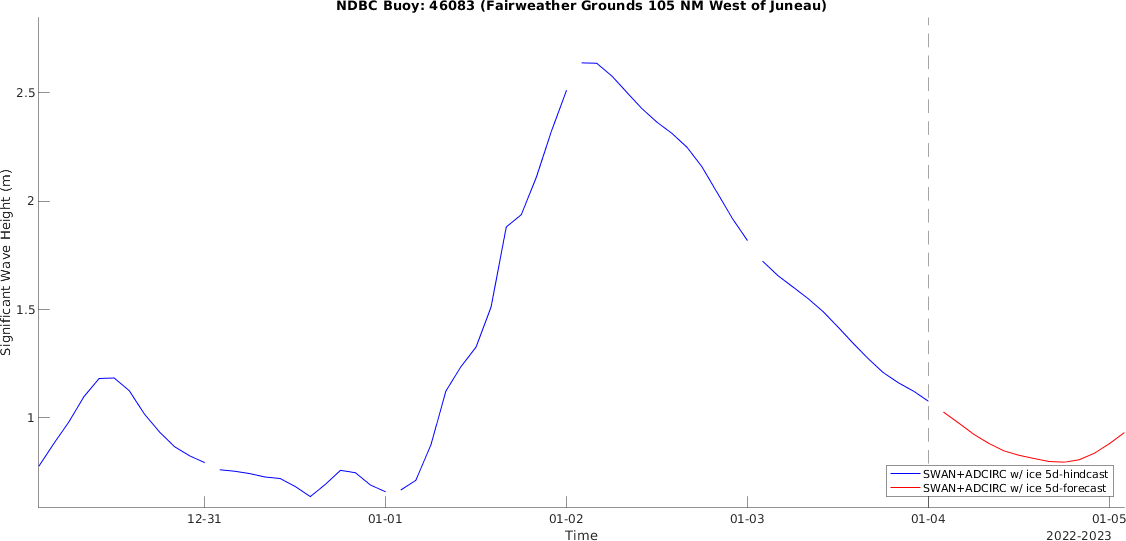 NDBC Buoy: 46083 (Fairweather Grounds 105 NM West of Juneau)
Significant Wave Height (m)
2.5
2
1.5
1
SWAN+ADCIRC w/ ice 5d-hindcast
SWAN+ADCIRC w/ ice 5d-forecast
12-31
01-01
01-02
01-03
01-04
01-05
Time
2022-2023